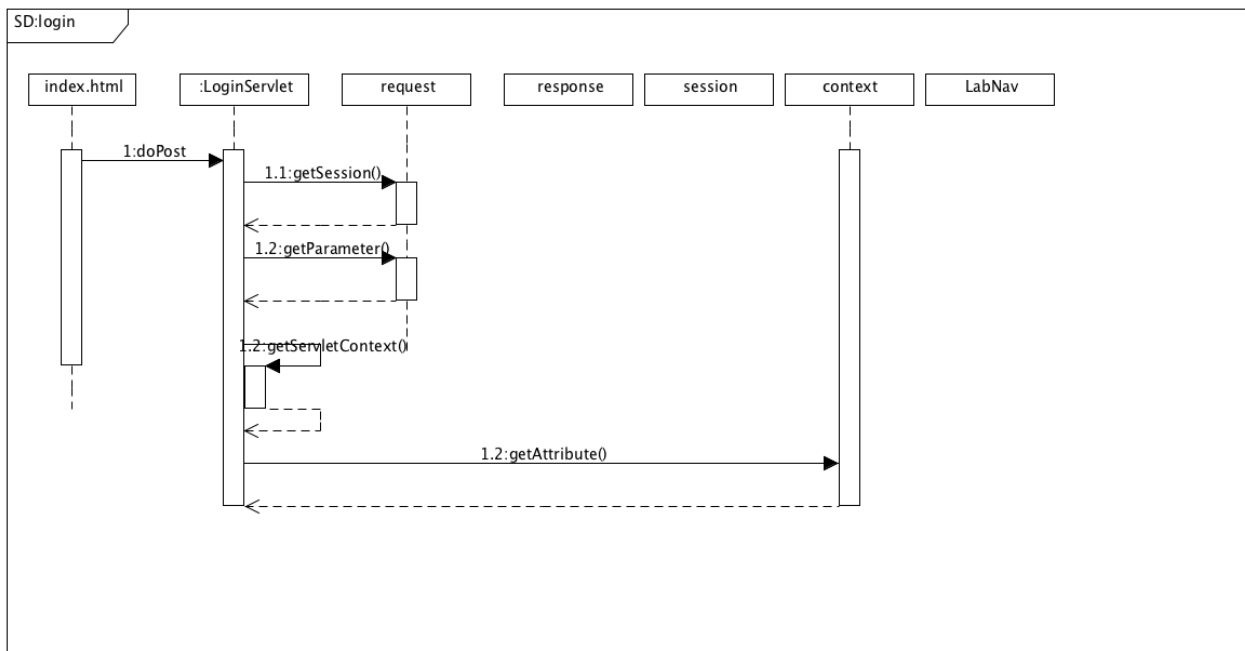 SD:login
index.html
:LoginServlet
request
response
session
context
LabNav
1:doPost
1.1:getSession()
1.2:getParameter()
1.2:getServletContext()
1.2:getAttribute()